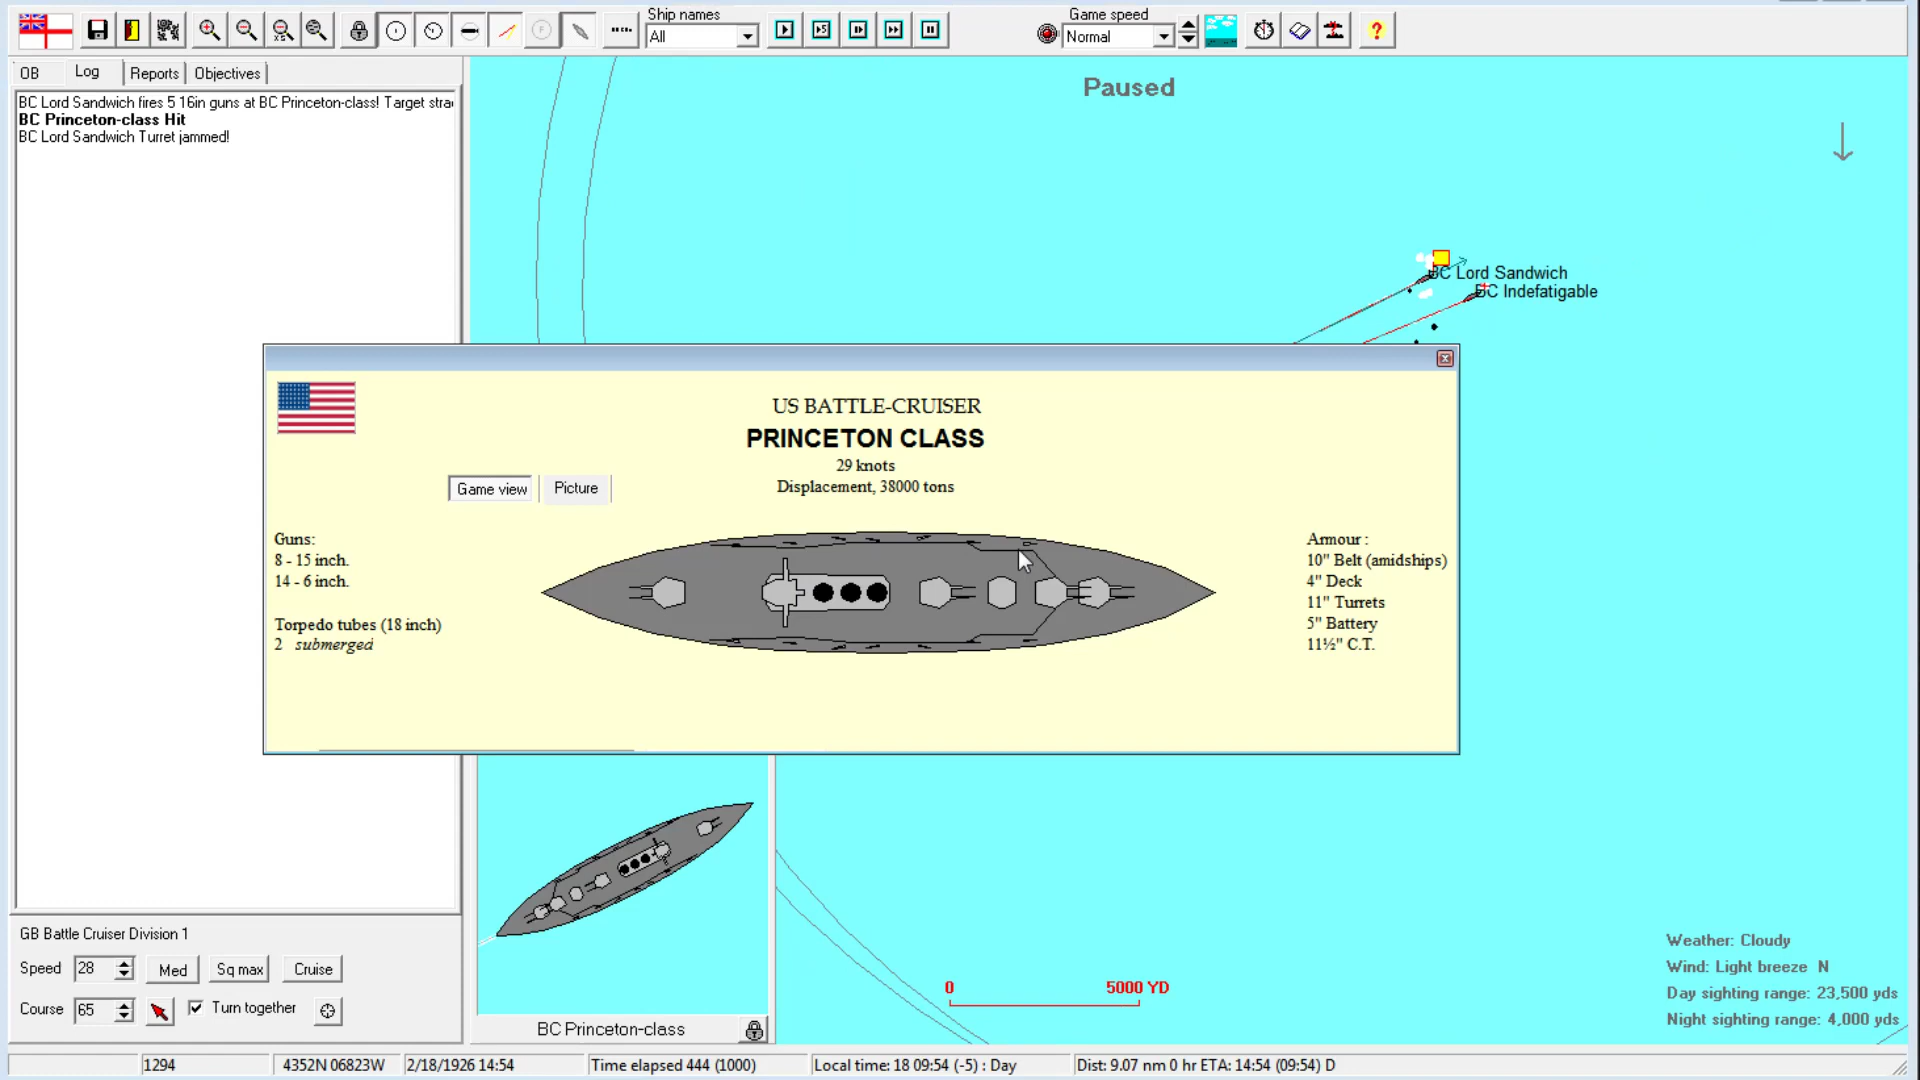 Ship names
All
Game speed
Normal
OB
Log
Reports
Objectives
BC Lord Sandwich fires 5 16in guns at BC Princeton-class! Target stra
BC Princeton-class Hit
BC Lord Sandwich Turret jammed!
Paused
BC Lord Sandwich
BC Indefatigable
US BATTLE-CRUISER
PRINCETON CLASS
29 knots
Displacement, 38000 tons
Game view
Picture
Guns:
8 - 15 inch.
14 - 6 inch.
Torpedo tubes (18 inch)
2 submerged
Armour :
10" Belt (amidships)
4" Deck
11" Turrets
5" Battery
11½" C.T.
GB Battle Cruiser Division 1
Speed 28 Med Sq max Cruise
Course 65 Turn together
BC Princeton-class
0 5000 YD
Weather: Cloudy
Wind: Light breeze N
Day sighting range: 23,500 yds
Night sighting range: 4,000 yds
1294
4352N 06823W
2/18/1926 14:54
Time elapsed 444 (1000)
Local time: 18 09:54 (-5) : Day
Dist: 9.07 nm 0 hr ETA: 14:54 (09:54) D